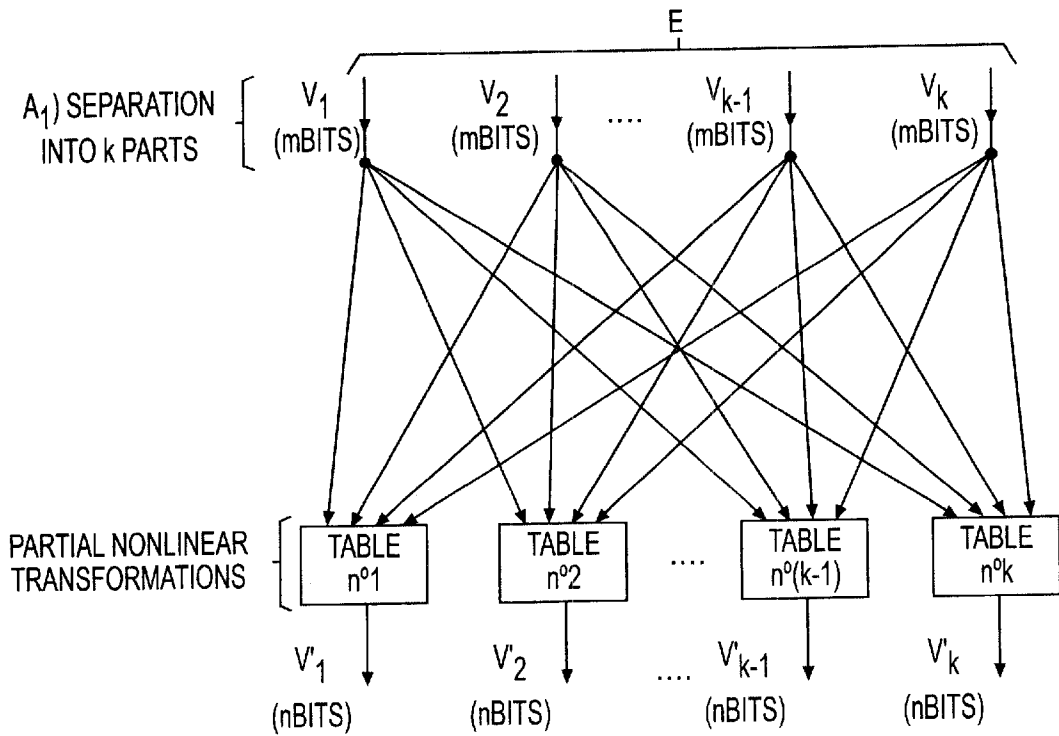 E
A₁) SEPARATION
INTO k PARTS
V₁
(mBITS)
V₂
(mBITS)
....
Vₖ₋₁
(mBITS)
Vₖ
(mBITS)
PARTIAL NONLINEAR
TRANSFORMATIONS
TABLE
nº1
TABLE
nº2
....
TABLE
nº(k-1)
TABLE
nºk
V'₁
(nBITS)
V'₂
(nBITS)
....
V'ₖ₋₁
(nBITS)
V'ₖ
(nBITS)